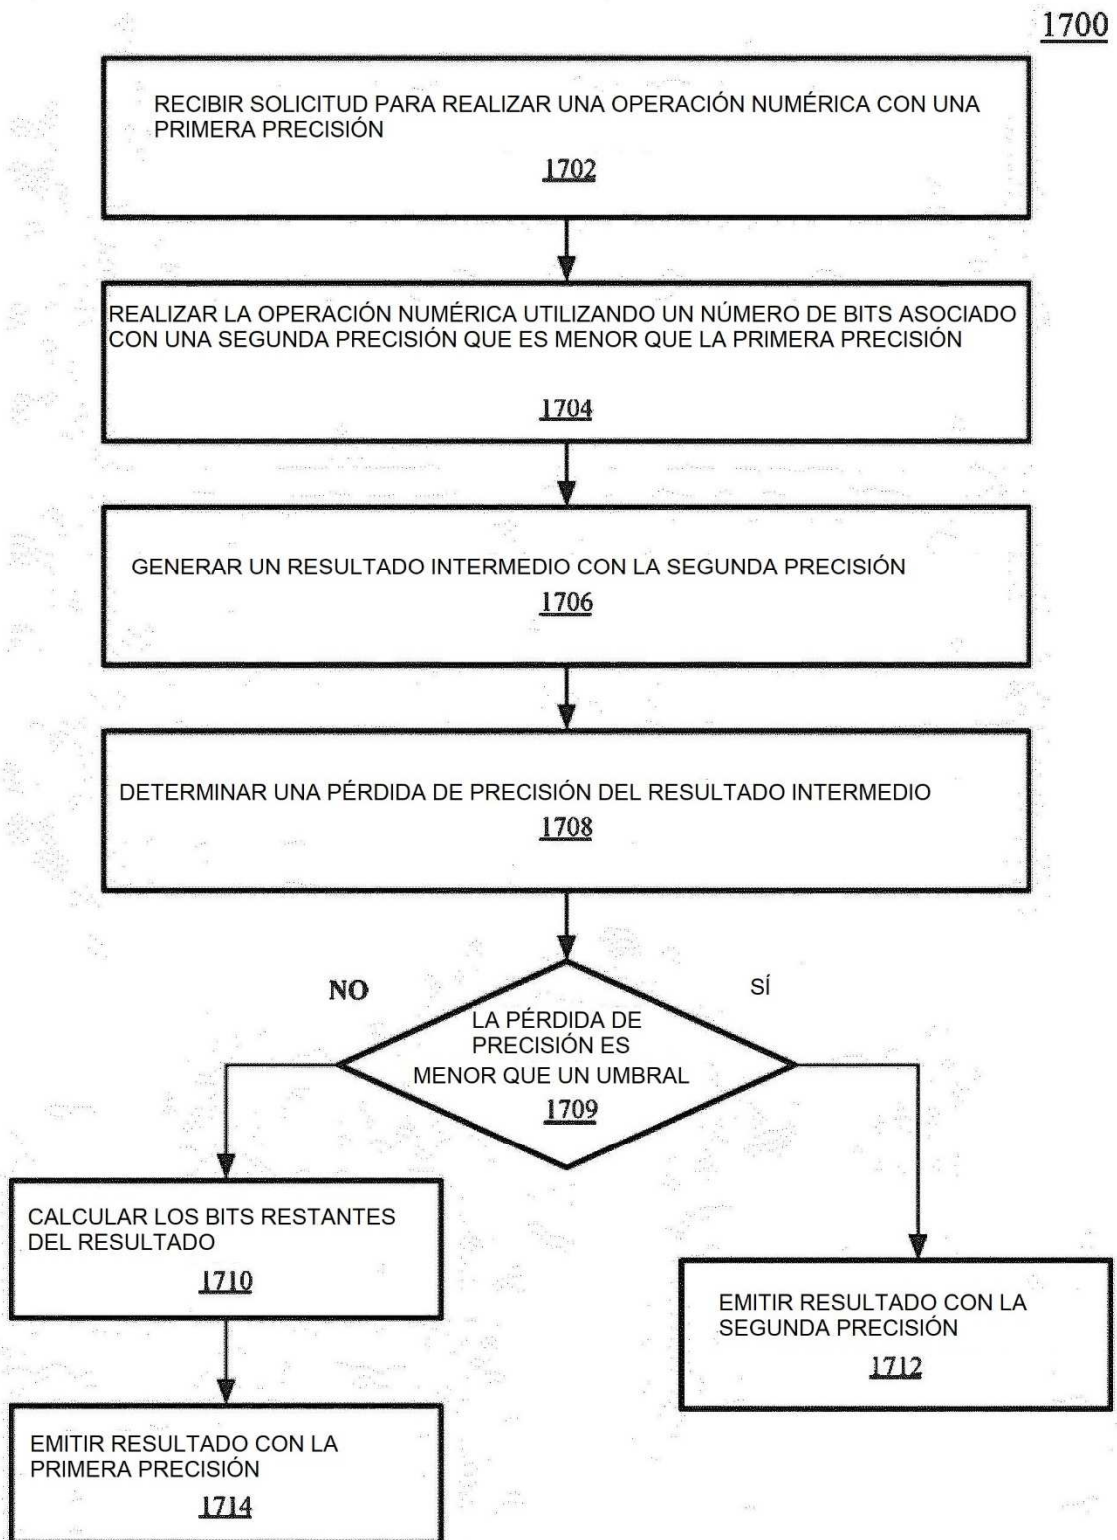 1700
RECIBIR SOLICITUD PARA REALIZAR UNA OPERACIÓN NUMÉRICA CON UNA
PRIMERA PRECISIÓN
1702
REALIZAR LA OPERACIÓN NUMÉRICA UTILIZANDO UN NÚMERO DE BITS ASOCIADO
CON UNA SEGUNDA PRECISIÓN QUE ES MENOR QUE LA PRIMERA PRECISIÓN
1704
GENERAR UN RESULTADO INTERMEDIO CON LA SEGUNDA PRECISIÓN
1706
DETERMINAR UNA PÉRDIDA DE PRECISIÓN DEL RESULTADO INTERMEDIO
1708
NO
SÍ
LA PÉRDIDA DE
PRECISIÓN ES
MENOR QUE UN UMBRAL
1709
CALCULAR LOS BITS RESTANTES
DEL RESULTADO
1710
EMITIR RESULTADO CON LA
SEGUNDA PRECISIÓN
1712
EMITIR RESULTADO CON LA
PRIMERA PRECISIÓN
1714